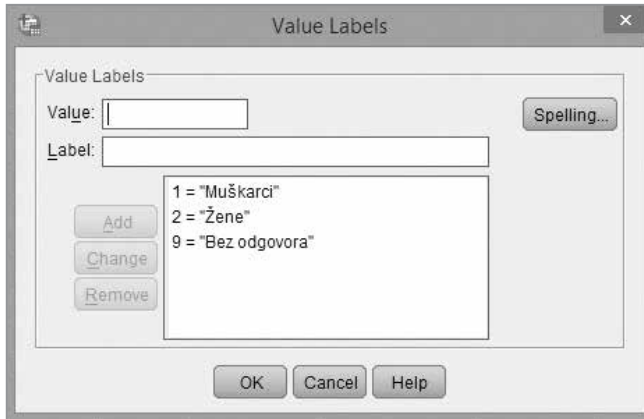 Value Labels
Value Labels
Value:
Spelling...
Label:
1 = "Muškarci"
2 = "Žene"
9 = "Bez odgovora"
Add
Change
Remove
OK Cancel Help